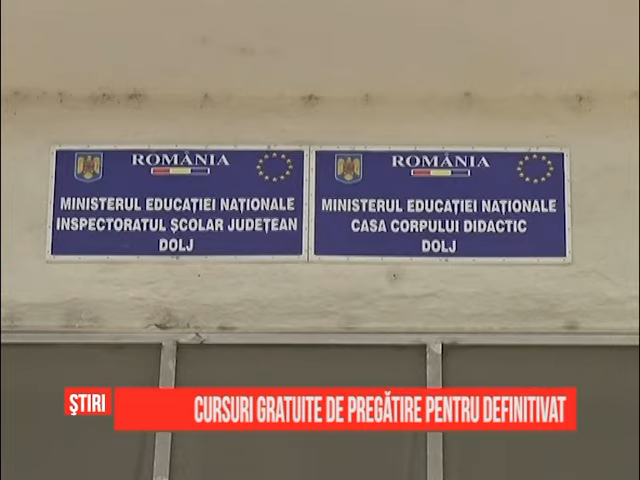 ROMÂNIA
MINISTERUL EDUCAȚIEI NAȚIONALE
INSPECTORATUL ȘCOLAR JUDEȚEAN
DOLJ
ROMÂNIA
MINISTERUL EDUCAȚIEI NAȚIONALE
CASA CORPULUI DIDACTIC
DOLJ
ŞTIRI
CURSURI GRATUITE DE PREGĂTIRE PENTRU DEFINITIVAT